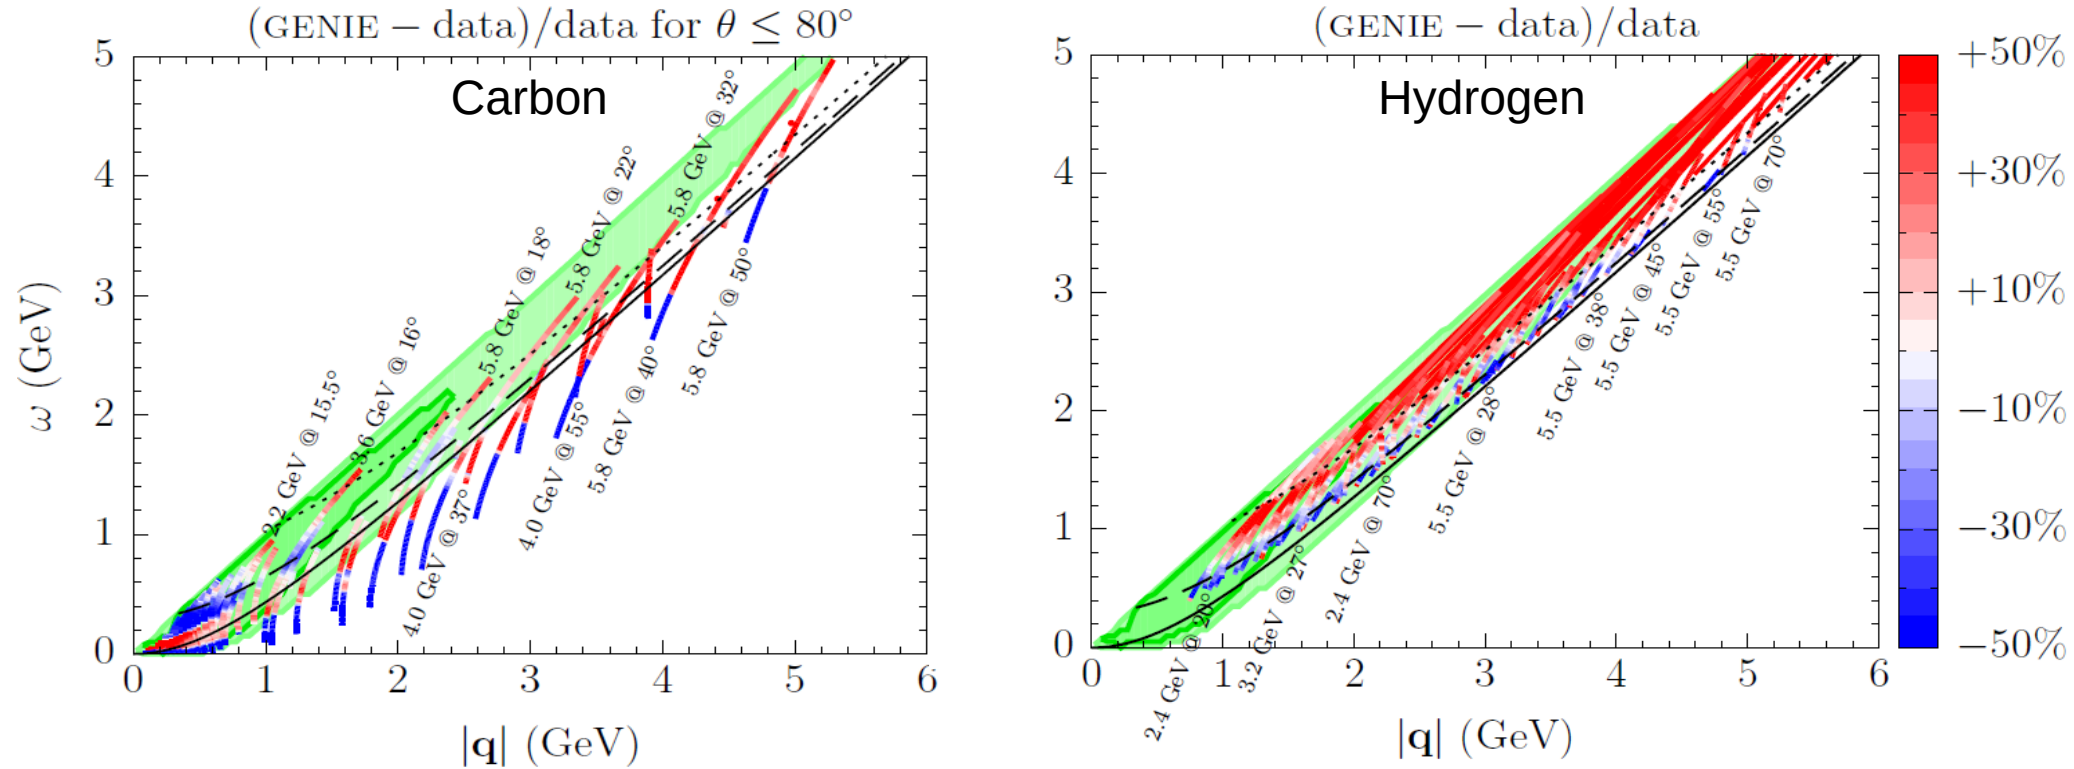 (GENIE − data)/data for θ ≤ 80°
Carbon
5
4
3
2
1
0
ω (GeV)
2.2 GeV @ 15.5°
3.6 GeV @ 16°
5.8 GeV @ 18°
5.8 GeV @ 22°
5.8 GeV @ 32°
4.0 GeV @ 37°
4.0 GeV @ 55°
5.8 GeV @ 40°
5.8 GeV @ 50°
0 1 2 3 4 5 6
|q| (GeV)
(GENIE − data)/data
Hydrogen
5
4
3
2
1
0
2.4 GeV @ 20°
3.2 GeV @ 27°
2.4 GeV @ 70°
5.5 GeV @ 28°
5.5 GeV @ 38°
5.5 GeV @ 45°
5.5 GeV @ 55°
5.5 GeV @ 70°
0 1 2 3 4 5 6
|q| (GeV)
+50%
+30%
+10%
−10%
−30%
−50%